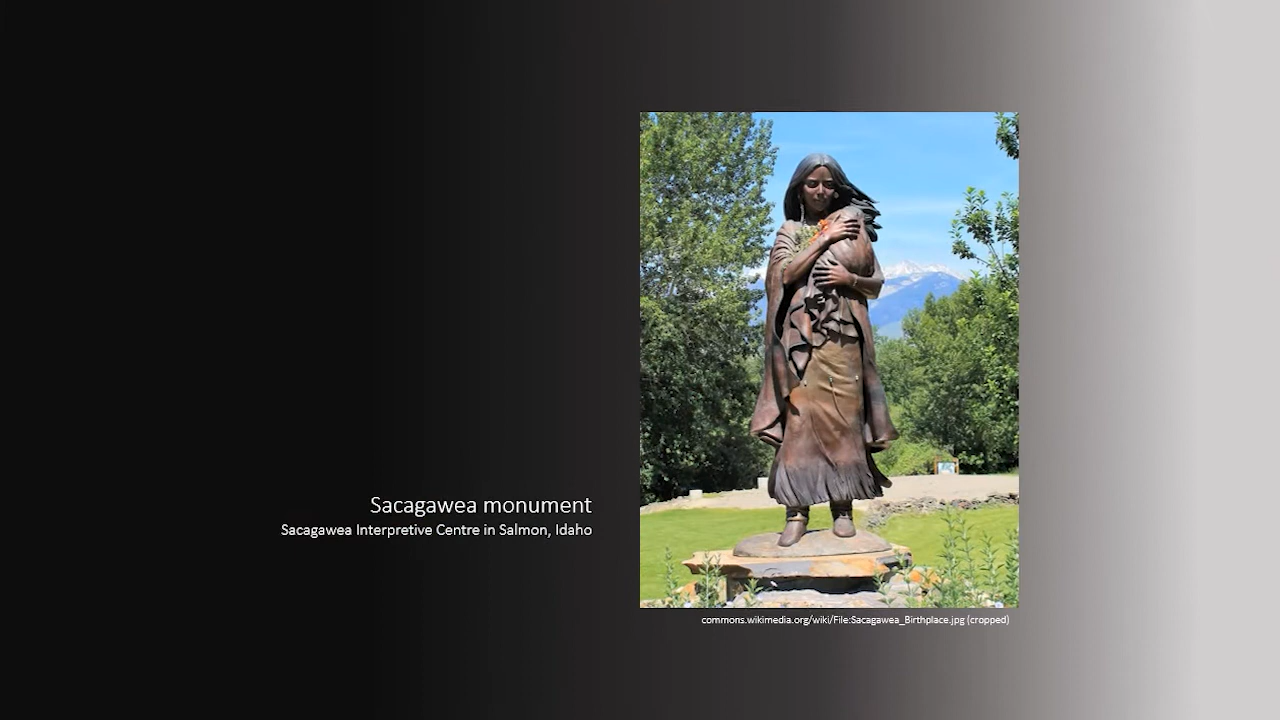 Sacagawea monument
Sacagawea Interpretive Centre in Salmon, Idaho
commons.wikimedia.org/wiki/File:Sacagawea_Birthplace.jpg (cropped)